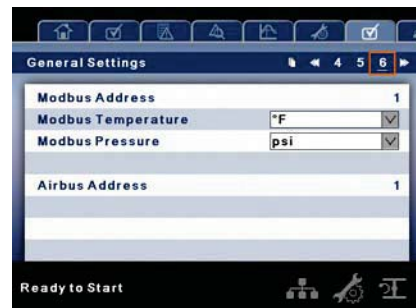 General Settings 4 5 6
Modbus Address 1
Modbus Temperature °F
Modbus Pressure psi
Airbus Address 1
Ready to Start